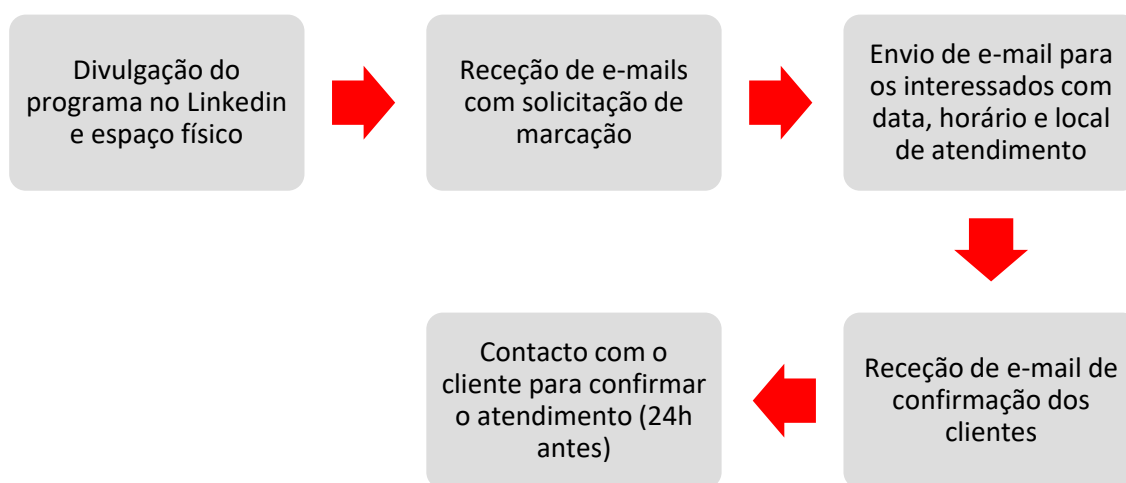 Divulgação do
programa no Linkedin
e espaço físico
Receção de e-mails
com solicitação de
marcação
Envio de e-mail para
os interessados com
data, horário e local
de atendimento
Receção de e-mail de
confirmação dos
clientes
Contacto com o
cliente para confirmar
o atendimento (24h
antes)